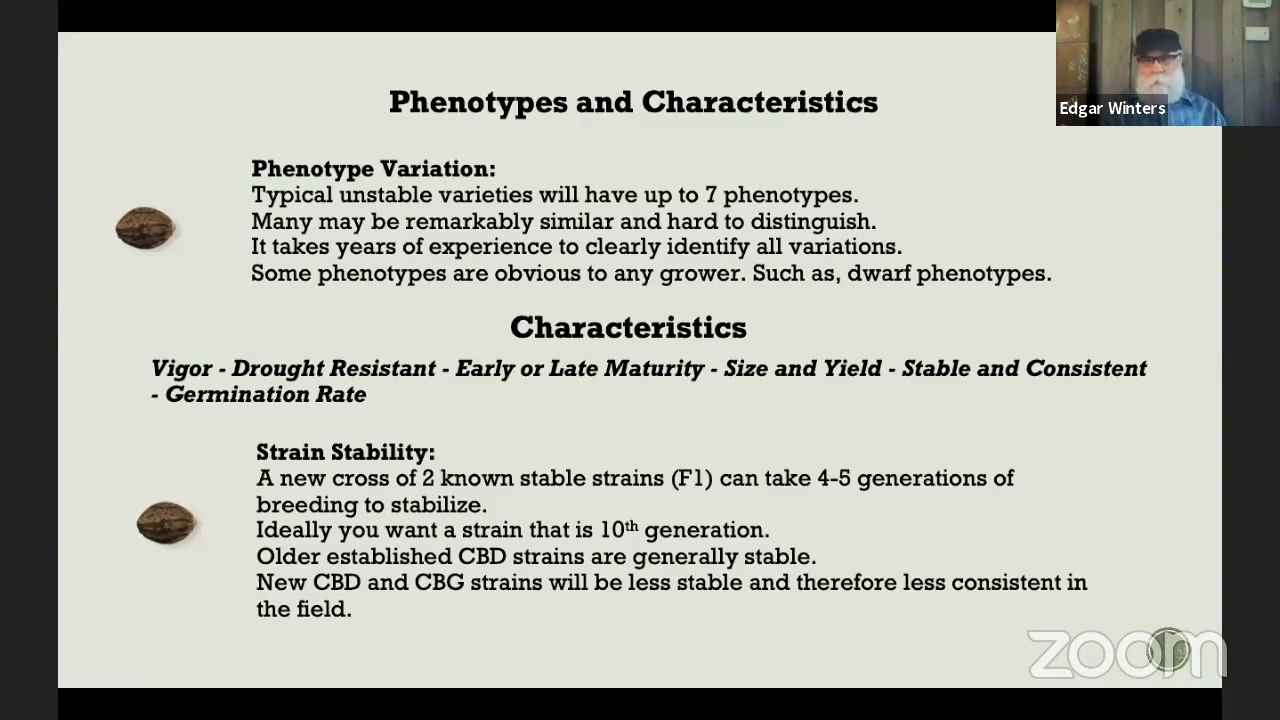 Edgar Winters
Phenotypes and Characteristics
Phenotype Variation:
Typical unstable varieties will have up to 7 phenotypes.
Many may be remarkably similar and hard to distinguish.
It takes years of experience to clearly identify all variations.
Some phenotypes are obvious to any grower. Such as, dwarf phenotypes.
Characteristics
Vigor - Drought Resistant - Early or Late Maturity - Size and Yield - Stable and Consistent
- Germination Rate
Strain Stability:
A new cross of 2 known stable strains (F1) can take 4-5 generations of
breeding to stabilize.
Ideally you want a strain that is 10th generation.
Older established CBD strains are generally stable.
New CBD and CBG strains will be less stable and therefore less consistent in
the field.
zoom